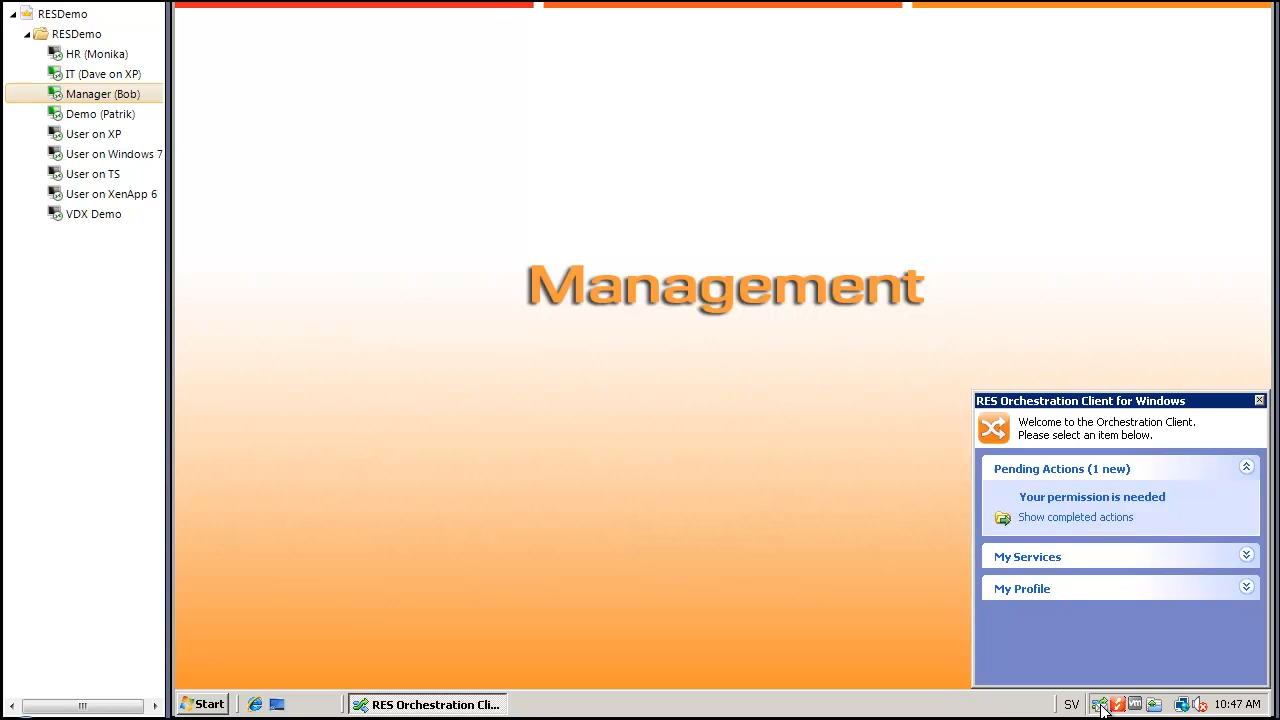 RESDemo
RESDemo
HR (Monika)
IT (Dave on XP)
Manager (Bob)
Demo (Patrik)
User on XP
User on Windows 7
User on TS
User on XenApp 6
VDX Demo
Management
RES Orchestration Client for Windows
Welcome to the Orchestration Client.
Please select an item below.
Pending Actions (1 new)
Your permission is needed
Show completed actions
My Services
My Profile
Start
RES Orchestration Cli...
SV
10:47 AM